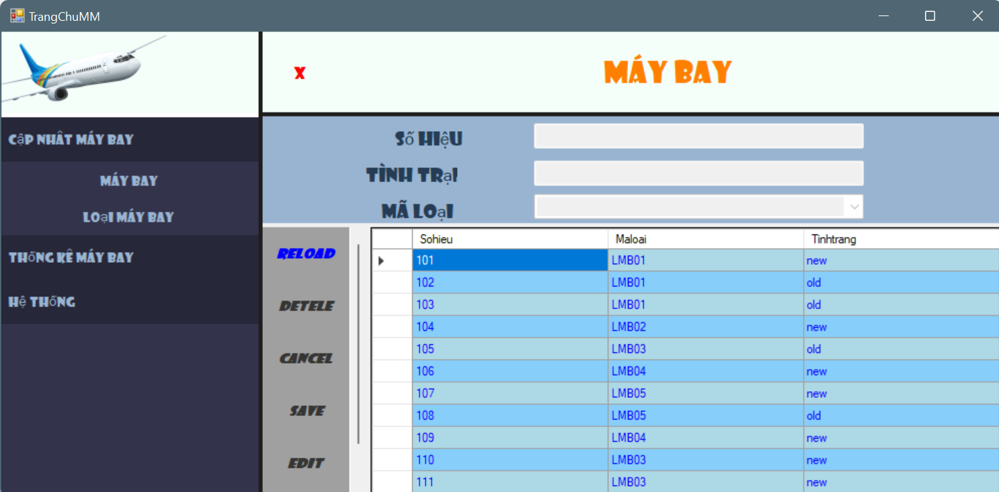 TrangChuMM
X
MÁY BAY
CẬP NHÂT MÁY BAY
MÁY BAY
LOẠI MÁY BAY
THỐNG KÊ MÁY BAY
HỆ THỐNG
SỐ HIỆU
TÌNH TRẠI
MÃ LOẠI
RELOAD
DETELE
CANCEL
SAVE
EDIT
Sohieu Maloai Tinhtrang
101 LMB01 new
102 LMB01 old
103 LMB01 old
104 LMB02 new
105 LMB03 old
106 LMB04 new
107 LMB05 new
108 LMB05 old
109 LMB04 new
110 LMB03 new
111 LMB03 new